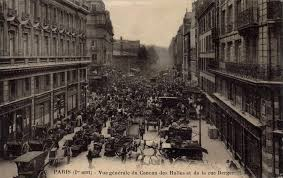 PARIS (1er arrt) - Vue générale du Carreau des Halles et de la rue Berger